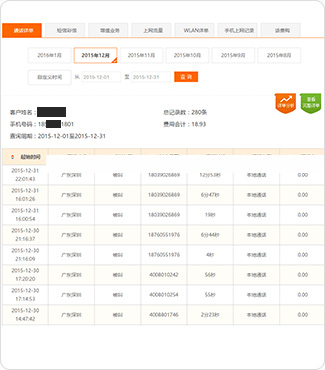 通话详单 短信彩信 增值业务 上网流量 WLAN详单 手机上网记录 谈费购
2016年1月 2015年12月 2015年11月 2015年10月 2015年9月 2015年8月
自定义时间 从 2015-12-01 至 2015-12-31 查 询
客户姓名： 总记录数：280条
手机号码：18 1801 费用合计：18.93
查询周期：2015-12-01至2015-12-31
详单分析 查看 完整详单
起始时间
2015-12-31 22:01:43 广东深圳 被叫 18039026869 12分53秒 本地通话 0.00
2015-12-31 16:01:26 广东深圳 被叫 18039026869 6分47秒 本地通话 0.00
2015-12-31 16:00:54 广东深圳 被叫 18039026869 19秒 本地通话 0.00
2015-12-30 21:16:37 广东深圳 被叫 18760551976 6分44秒 本地通话 0.00
2015-12-30 21:16:09 广东深圳 被叫 18760551976 4秒 本地通话 0.00
2015-12-30 17:20:20 广东深圳 被叫 4008010242 56秒 本地通话 0.00
2015-12-30 17:14:53 广东深圳 被叫 4008010254 55秒 本地通话 0.00
2015-12-30 14:47:42 广东深圳 被叫 4008801746 2分23秒 本地通话 0.00